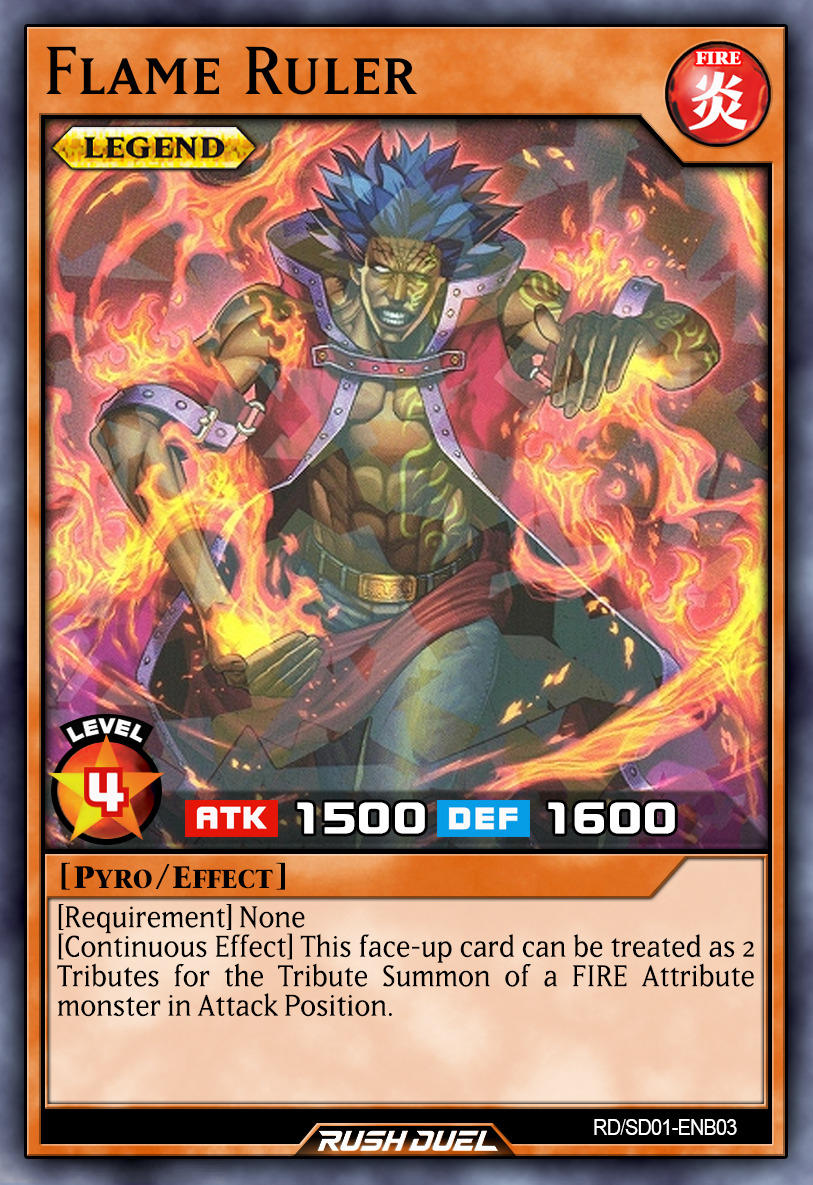 Flame Ruler
FIRE
炎
LEGEND
LEVEL
4
ATK 1500 DEF 1600
[Pyro/Effect]
[Requirement] None
[Continuous Effect] This face-up card can be treated as 2
Tributes for the Tribute Summon of a FIRE Attribute
monster in Attack Position.
RUSH DUEL
RD/SD01-ENB03